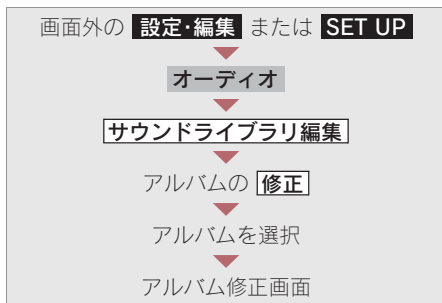 画面外の 設定・編集 または SET UP
オーディオ
サウンドライブラリ編集
アルバムの 修正
アルバムを選択
アルバム修正画面